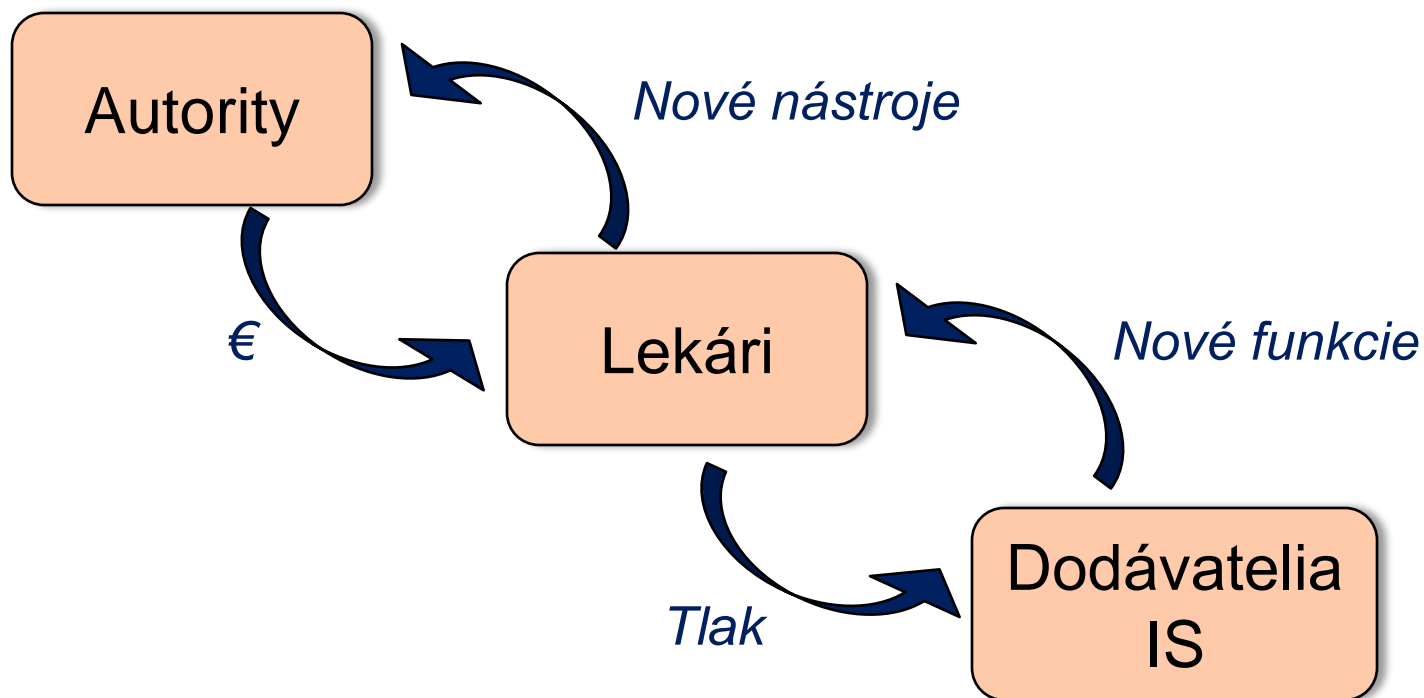 Autority
Nové nástroje
€
Lekári
Nové funkcie
Tlak
Dodávatelia
IS